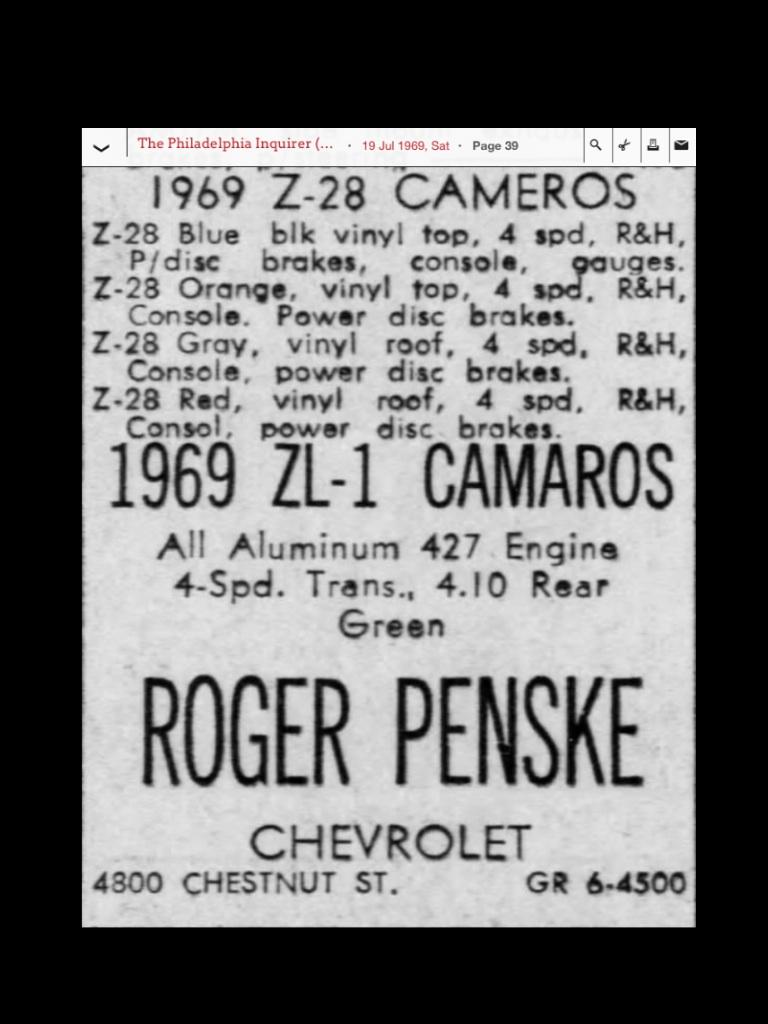 The Philadelphia Inquirer (... · 19 Jul 1969, Sat · Page 39
1969 Z-28 CAMEROS
Z-28 Blue blk vinyl top, 4 spd, R&H,
P/disc brakes, console, gauges.
Z-28 Orange, vinyl top, 4 spd, R&H,
Console. Power disc brakes.
Z-28 Gray, vinyl roof, 4 spd, R&H,
Console, power disc brakes.
Z-28 Red, vinyl roof, 4 spd, R&H,
Consol, power disc brakes.
1969 ZL-1 CAMAROS
All Aluminum 427 Engine
4-Spd. Trans., 4.10 Rear
Green
ROGER PENSKE
CHEVROLET
4800 CHESTNUT ST. GR 6-4500